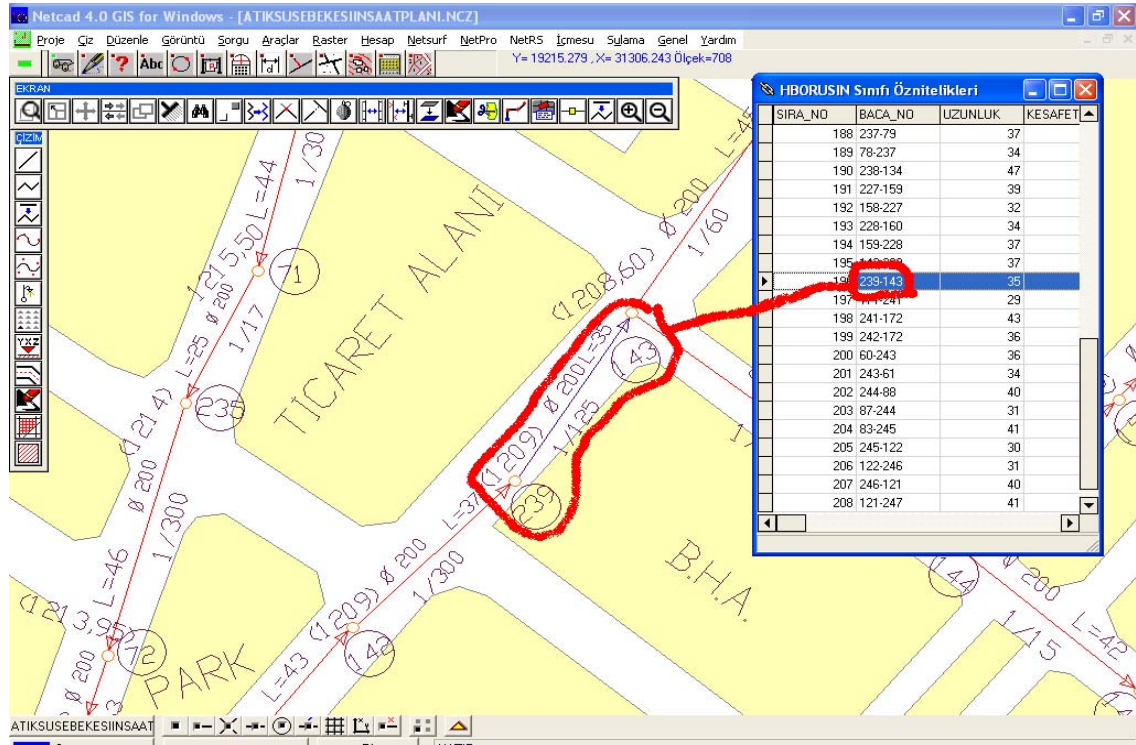 Netcad 4.0 GIS for Windows - [ATIKSUSEBEKESIINSAATPLANI.NCZ]
Proje Çiz Düzenle Görüntü Sorgu Araçlar Raster Hesap Netsurf NetPro NetRS İçmesu Sulama Genel Yardım
Abc
Y= 19215.279 , X= 31306.243 Ölçek=708
EKRAN
ÇİZİM
YXZ
HBORUSIN Sınıfı Öznitelikleri
SIRA_NO BACA_NO UZUNLUK KESAFET
188 237-79 37
189 78-237 34
190 238-134 47
191 227-159 39
192 158-227 32
193 228-160 34
194 159-228 37
195 37
239-143 35
197 29
198 241-172 43
199 242-172 36
200 60-243 36
201 243-61 34
202 244-88 40
203 87-244 31
204 83-245 41
205 245-122 30
206 122-246 31
207 246-121 40
208 121-247 41
L=44
1/30
1215,50
71
Ø 200
L=25
1/17
(1214)
235
Ø 200
1/300
L=46
(1213,95)
72
Ø 200
PARK
TİCARET ALANI
L=45
Ø 200
1/60
(1208,60)
143
Ø 200 L=35
1/125
(1209)
239
L=37
Ø 200
1/300
(1209)
142
L=43
B.H.A.
144
Ø 200
1/15
L=42
ATIKSUSEBEKESIINSAAT